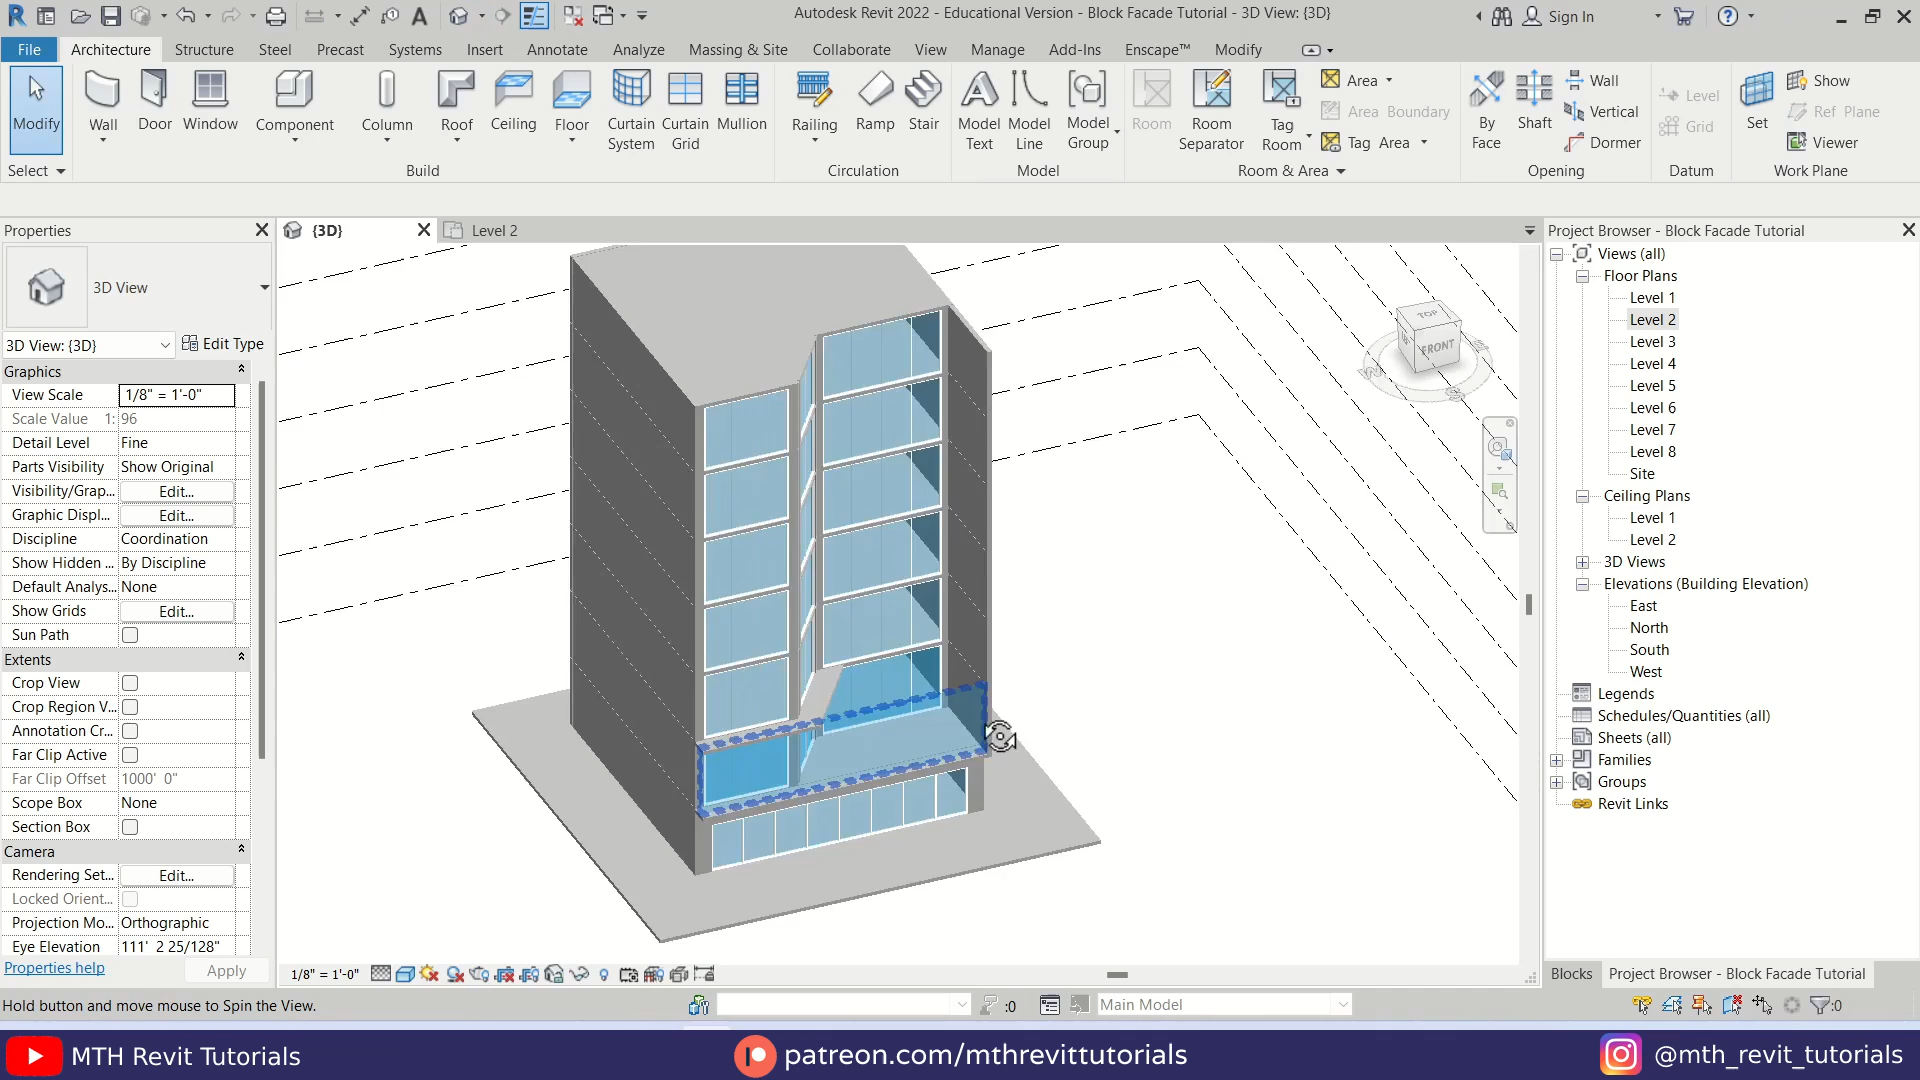 Autodesk Revit 2022 - Educational Version - Block Facade Tutorial - 3D View: {3D}
Sign In
File Architecture Structure Steel Precast Systems Insert Annotate Analyze Massing & Site Collaborate View Manage Add-Ins Enscape™ Modify
Modify
Wall
Door
Window
Component
Column
Roof
Ceiling
Floor
Curtain System
Curtain Grid
Mullion
Railing
Ramp
Stair
Model Text
Model Line
Model Group
Room
Room Separator
Tag Room
Area
Area Boundary
Tag Area
By Face
Shaft
Wall
Vertical
Dormer
Level
Grid
Set
Show
Ref Plane
Viewer
Select Build Circulation Model Room & Area Opening Datum Work Plane
Properties
{3D}
Level 2
Project Browser - Block Facade Tutorial
3D View
3D View: {3D}
Edit Type
Graphics
View Scale 1/8" = 1'-0"
Scale Value 1: 96
Detail Level Fine
Parts Visibility Show Original
Visibility/Grap... Edit...
Graphic Displ... Edit...
Discipline Coordination
Show Hidden ... By Discipline
Default Analys... None
Show Grids Edit...
Sun Path
Extents
Crop View
Crop Region V...
Annotation Cr...
Far Clip Active
Far Clip Offset 1000' 0"
Scope Box None
Section Box
Camera
Rendering Set... Edit...
Locked Orient...
Projection Mo... Orthographic
Eye Elevation 111' 2 25/128"
Properties help
Apply
TOP
FRONT
Views (all)
Floor Plans
Level 1
Level 2
Level 3
Level 4
Level 5
Level 6
Level 7
Level 8
Site
Ceiling Plans
Level 1
Level 2
3D Views
Elevations (Building Elevation)
East
North
South
West
Legends
Schedules/Quantities (all)
Sheets (all)
Families
Groups
Revit Links
1/8" = 1'-0"
Blocks
Project Browser - Block Facade Tutorial
Hold button and move mouse to Spin the View.
:0
Main Model
:0
MTH Revit Tutorials
patreon.com/mthrevittutorials
@mth_revit_tutorials